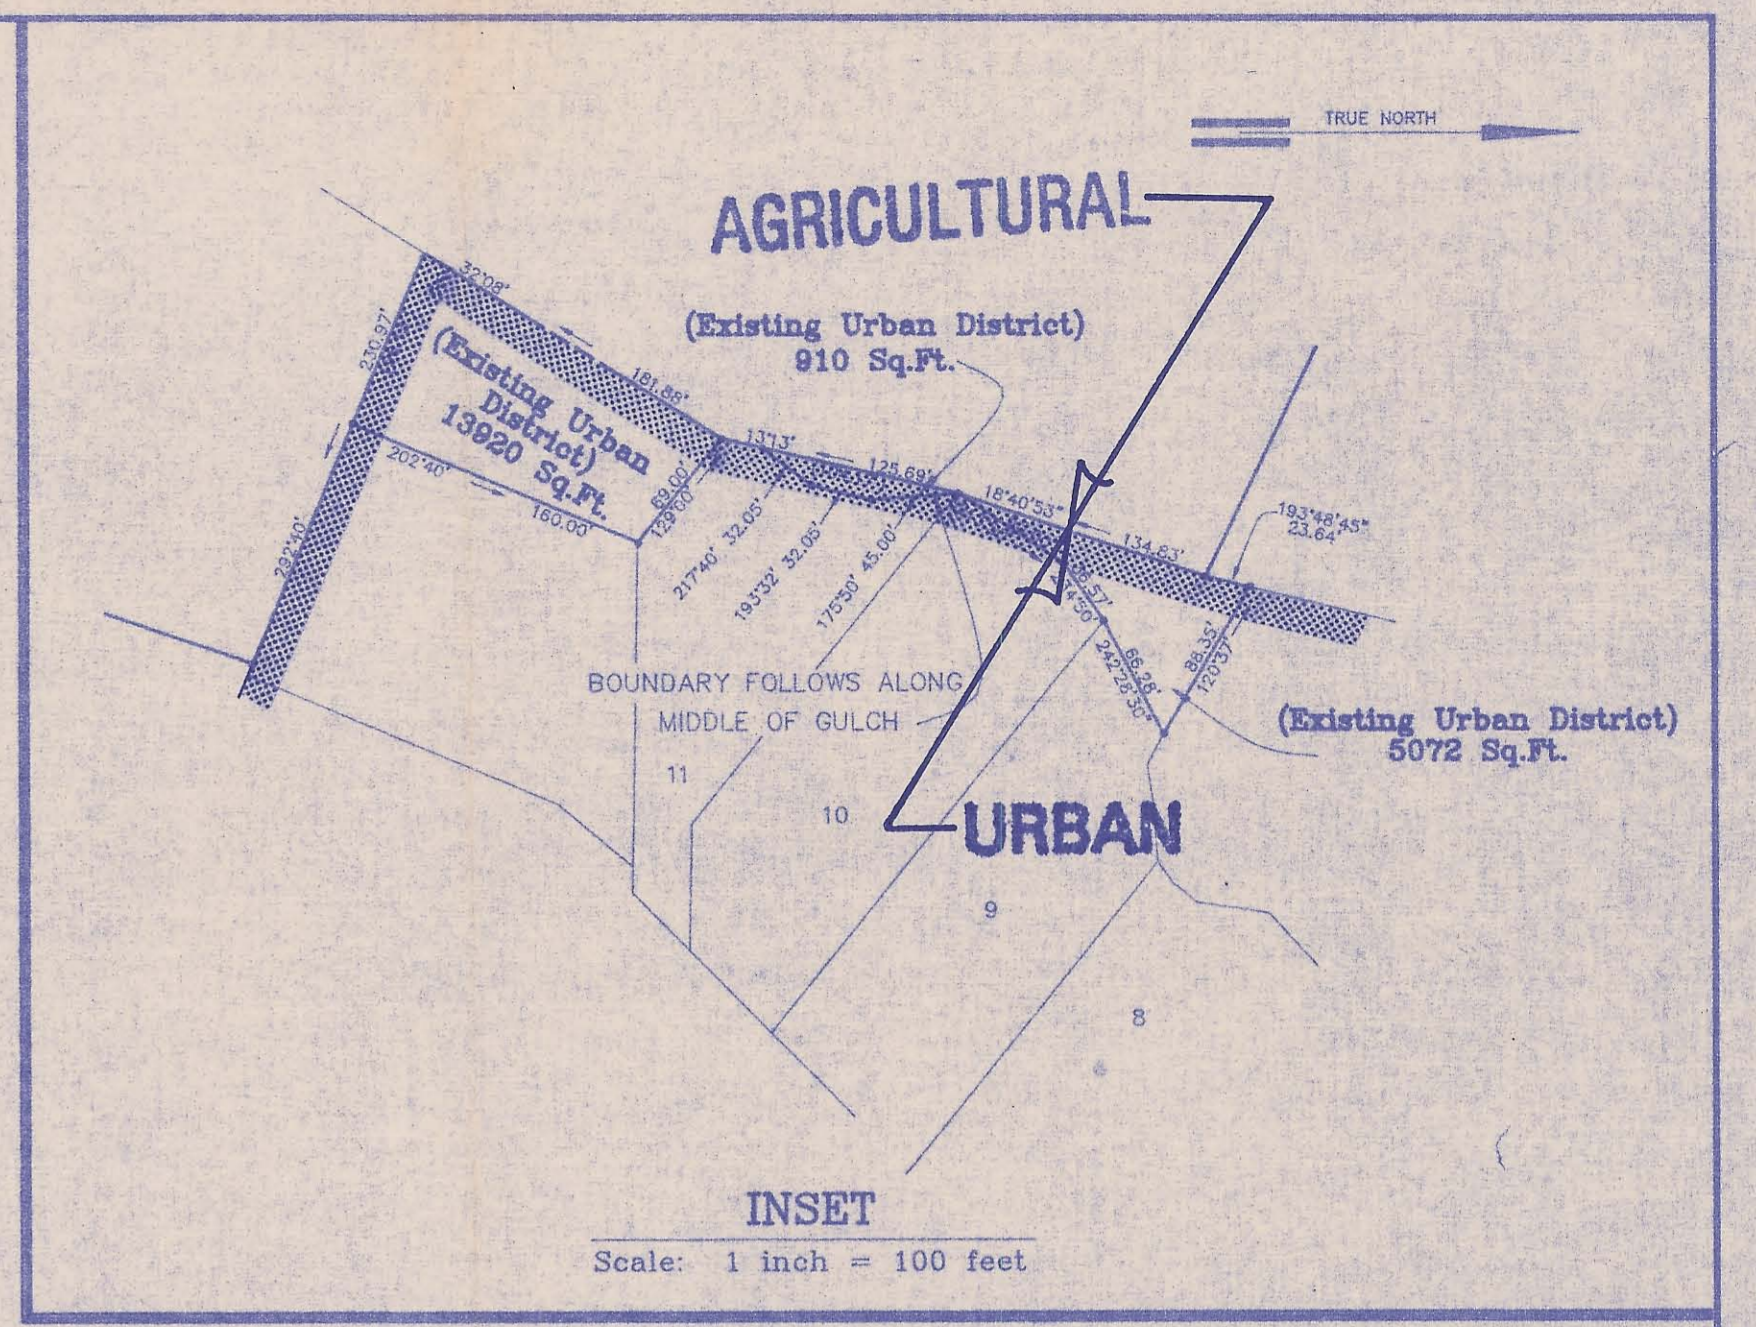 TRUE NORTH
AGRICULTURAL
(Existing Urban District)
910 Sq.Ft.
32°08'
230.97'
181.88'
(Existing Urban
District)
13920 Sq.Ft.
13°13'
125.69'
18°40'53"
134.83'
193°48'45"
23.64'
202°40'
160.00'
69.00'
129°00'
217°40' 32.05'
193°32' 32.05'
175°50' 45.00'
292°40'
66.28'
242°28'30"
88.35'
120°37'
BOUNDARY FOLLOWS ALONG
MIDDLE OF GULCH
(Existing Urban District)
5072 Sq.Ft.
11
10
URBAN
9
8
INSET
Scale: 1 inch = 100 feet